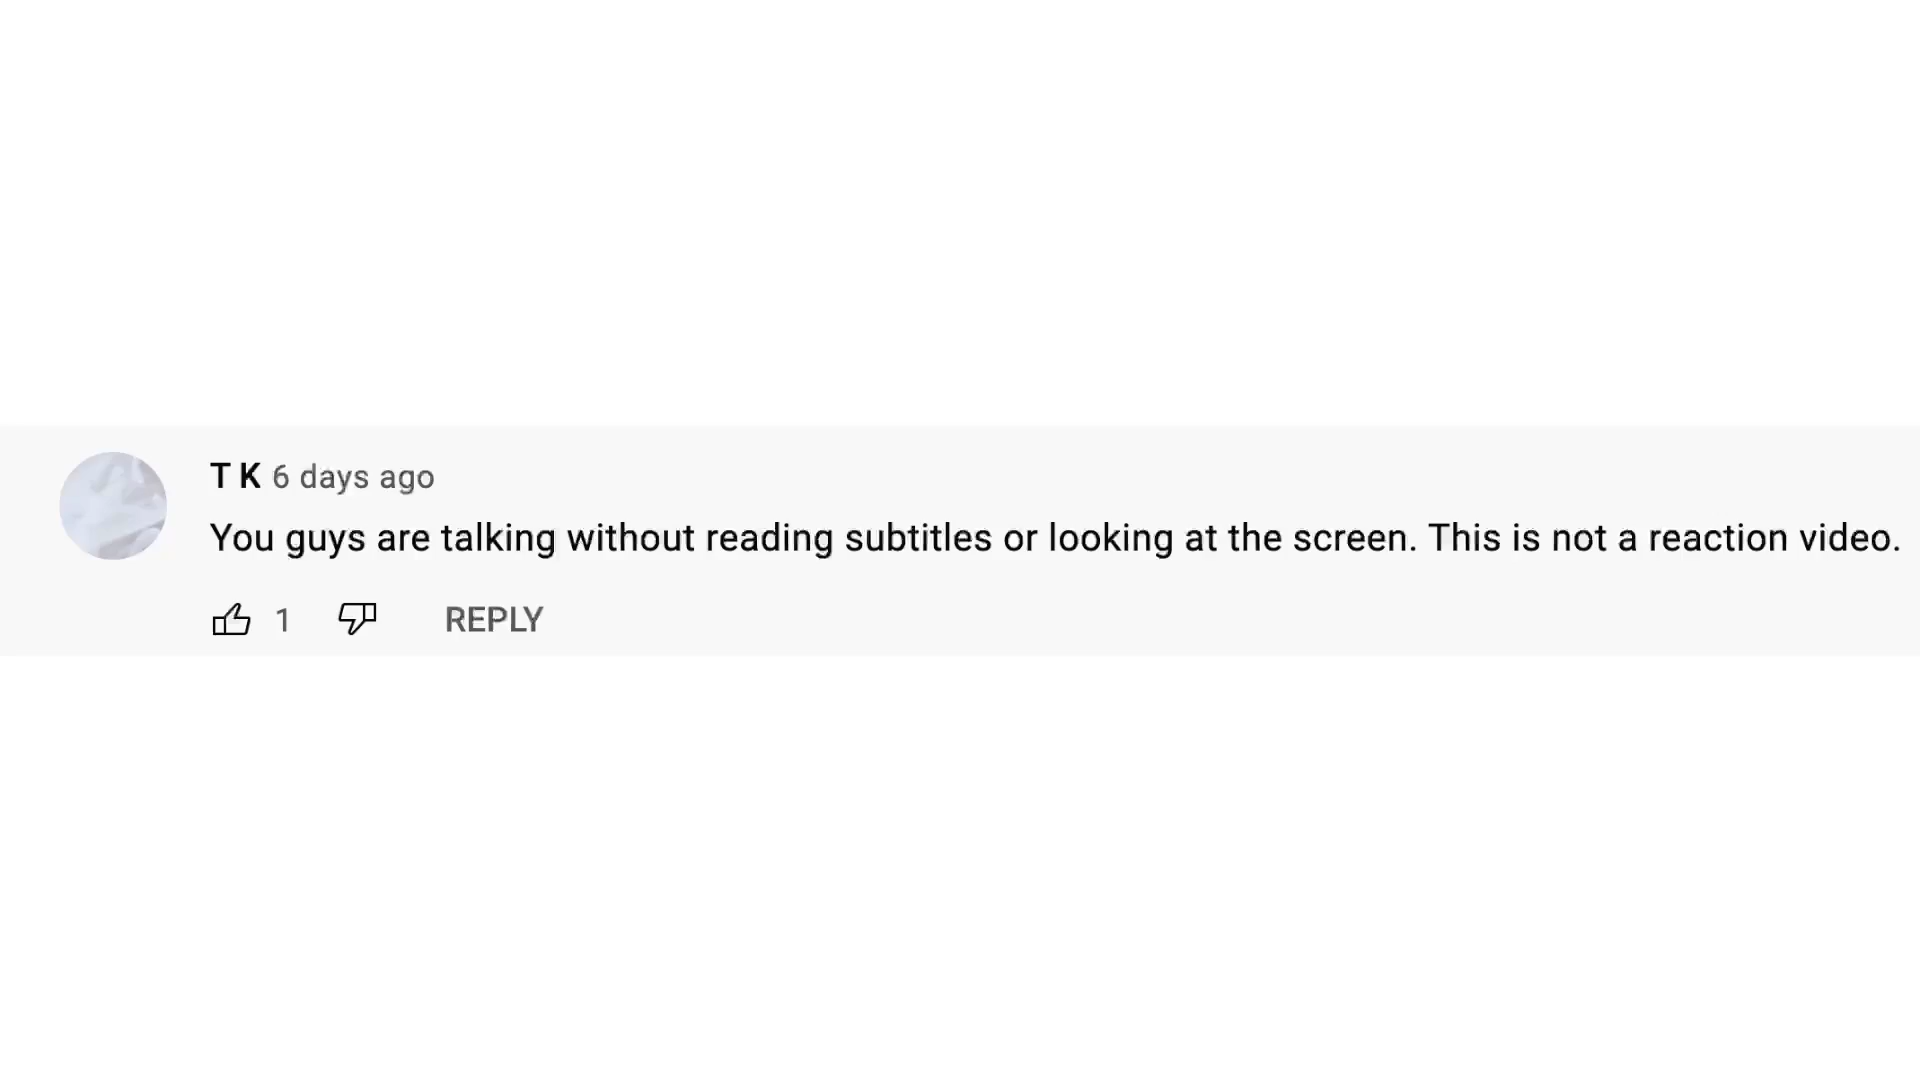 T K 6 days ago
You guys are talking without reading subtitles or looking at the screen. This is not a reaction video.
1 REPLY